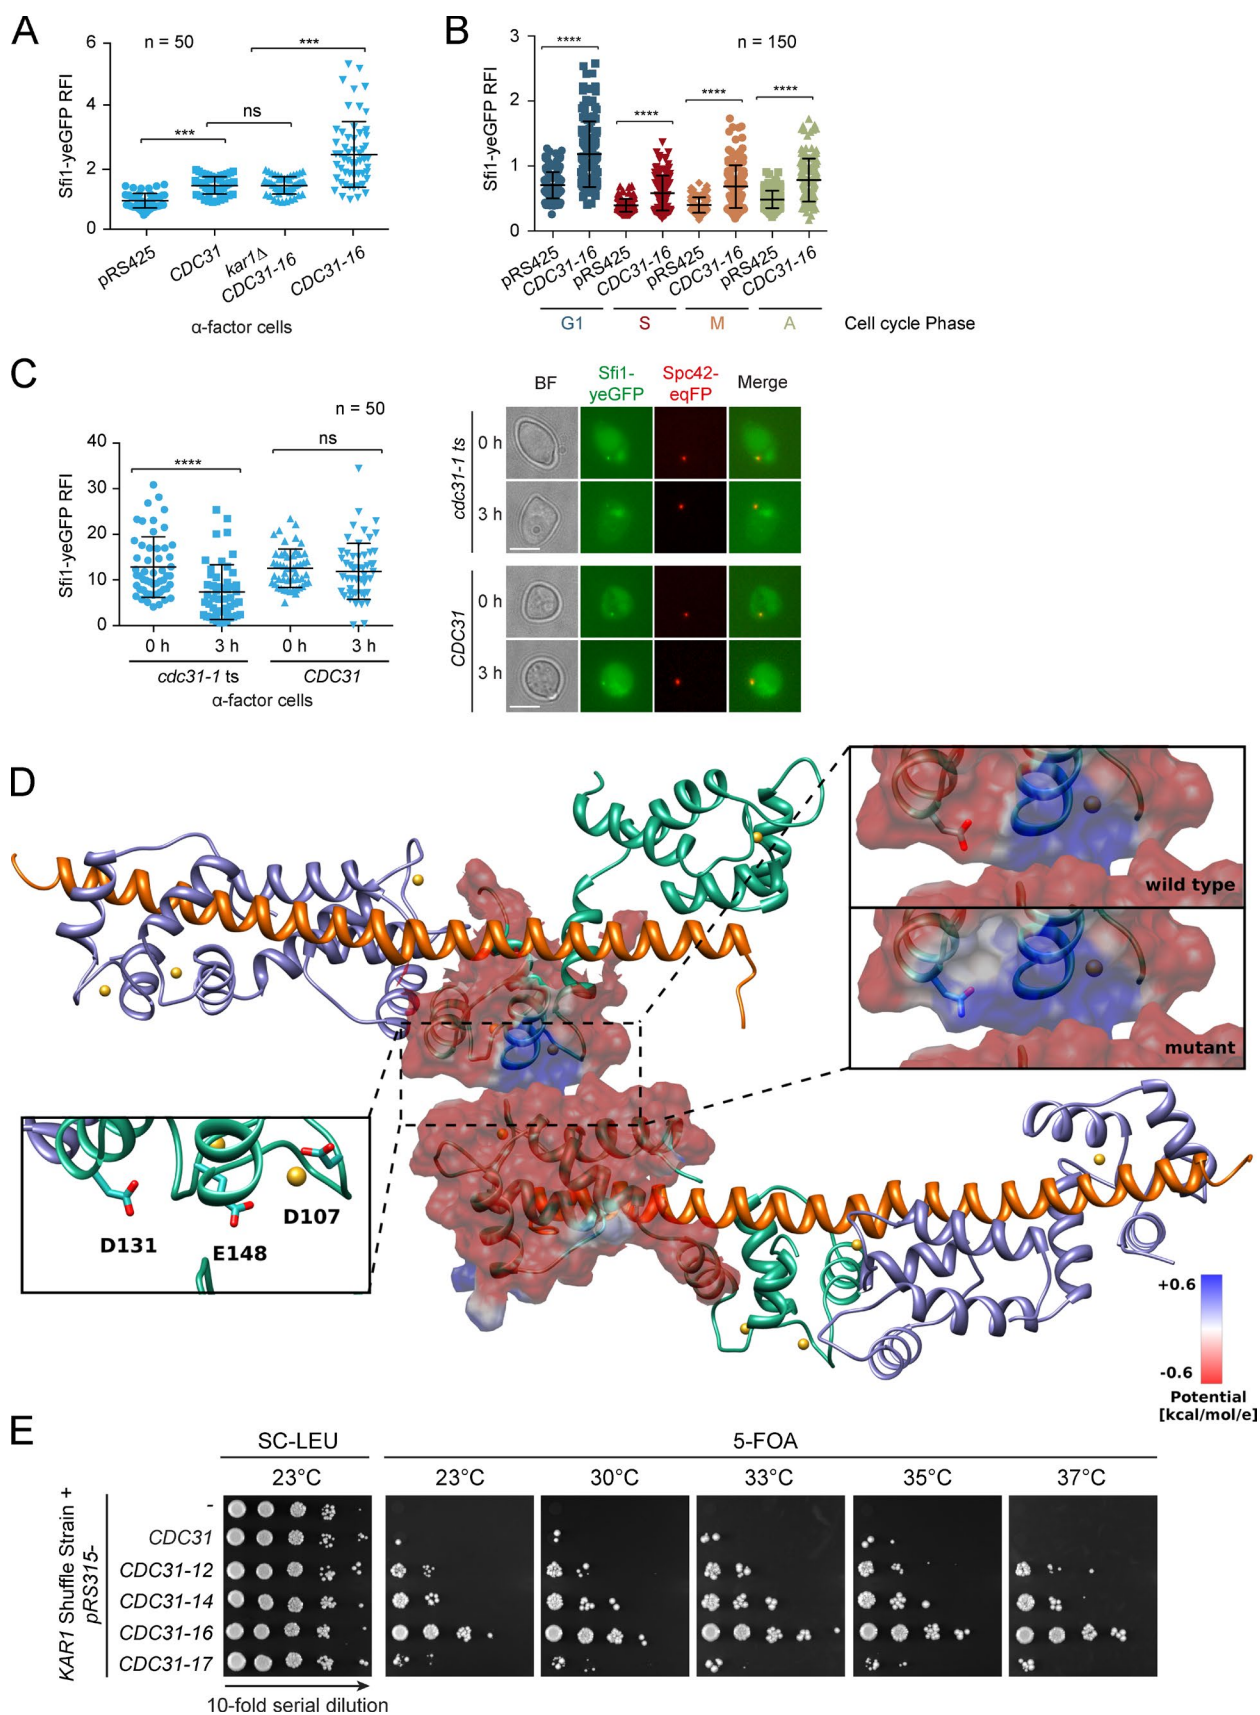 A
n = 50
***
***
ns
Sfi1-yeGFP RFI
6
4
2
0
pRS425
CDC31
kar1Δ
CDC31-16
CDC31-16
α-factor cells
B
n = 150
****
****
****
****
Sfi1-yeGFP RFI
3
2
1
0
pRS425
CDC31-16
pRS425
CDC31-16
pRS425
CDC31-16
pRS425
CDC31-16
G1
S
M
A
Cell cycle Phase
C
n = 50
ns
****
Sfi1-yeGFP RFI
40
30
20
10
0
0 h
3 h
0 h
3 h
cdc31-1 ts
CDC31
α-factor cells
BF
Sfi1-
yeGFP
Spc42-
eqFP
Merge
cdc31-1 ts
0 h
3 h
CDC31
0 h
3 h
D
wild type
mutant
D131
E148
D107
+0.6
-0.6
Potential
[kcal/mol/e]
E
SC-LEU
5-FOA
23°C
23°C
30°C
33°C
35°C
37°C
KAR1 Shuffle Strain +
pRS315-
-
CDC31
CDC31-12
CDC31-14
CDC31-16
CDC31-17
10-fold serial dilution